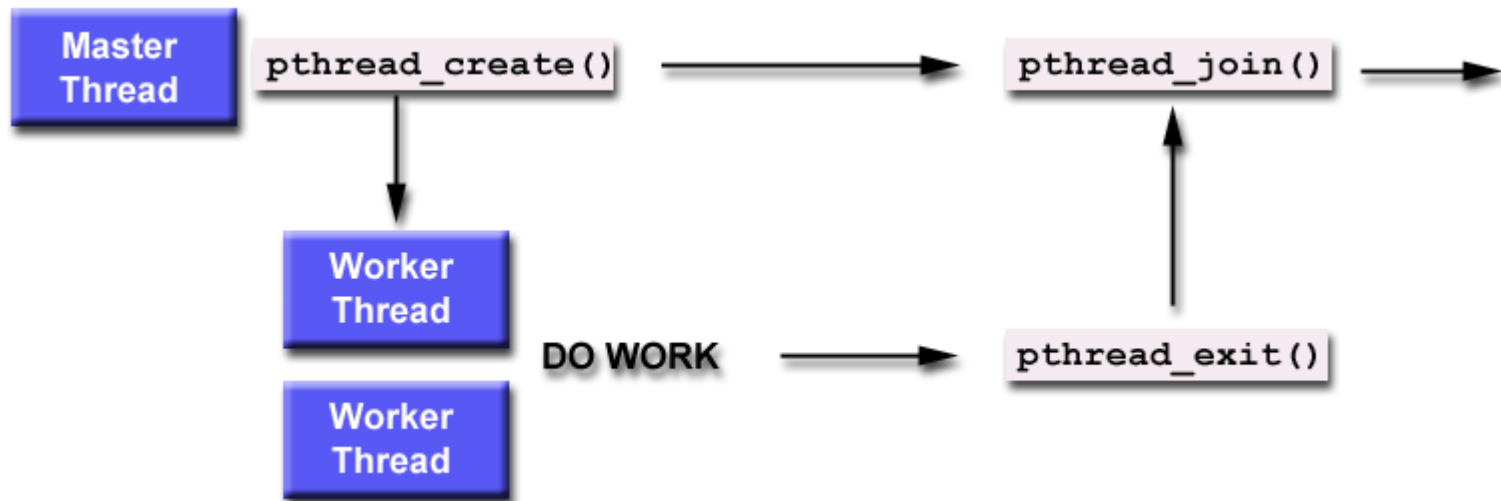 Master
Thread
pthread_create()
pthread_join()
Worker
Thread
DO WORK
pthread_exit()
Worker
Thread